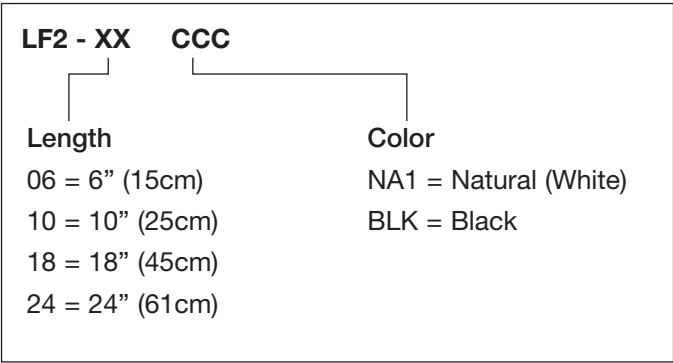 LF2 - XX CCC
Length
06 = 6” (15cm)
10 = 10” (25cm)
18 = 18” (45cm)
24 = 24” (61cm)
Color
NA1 = Natural (White)
BLK = Black